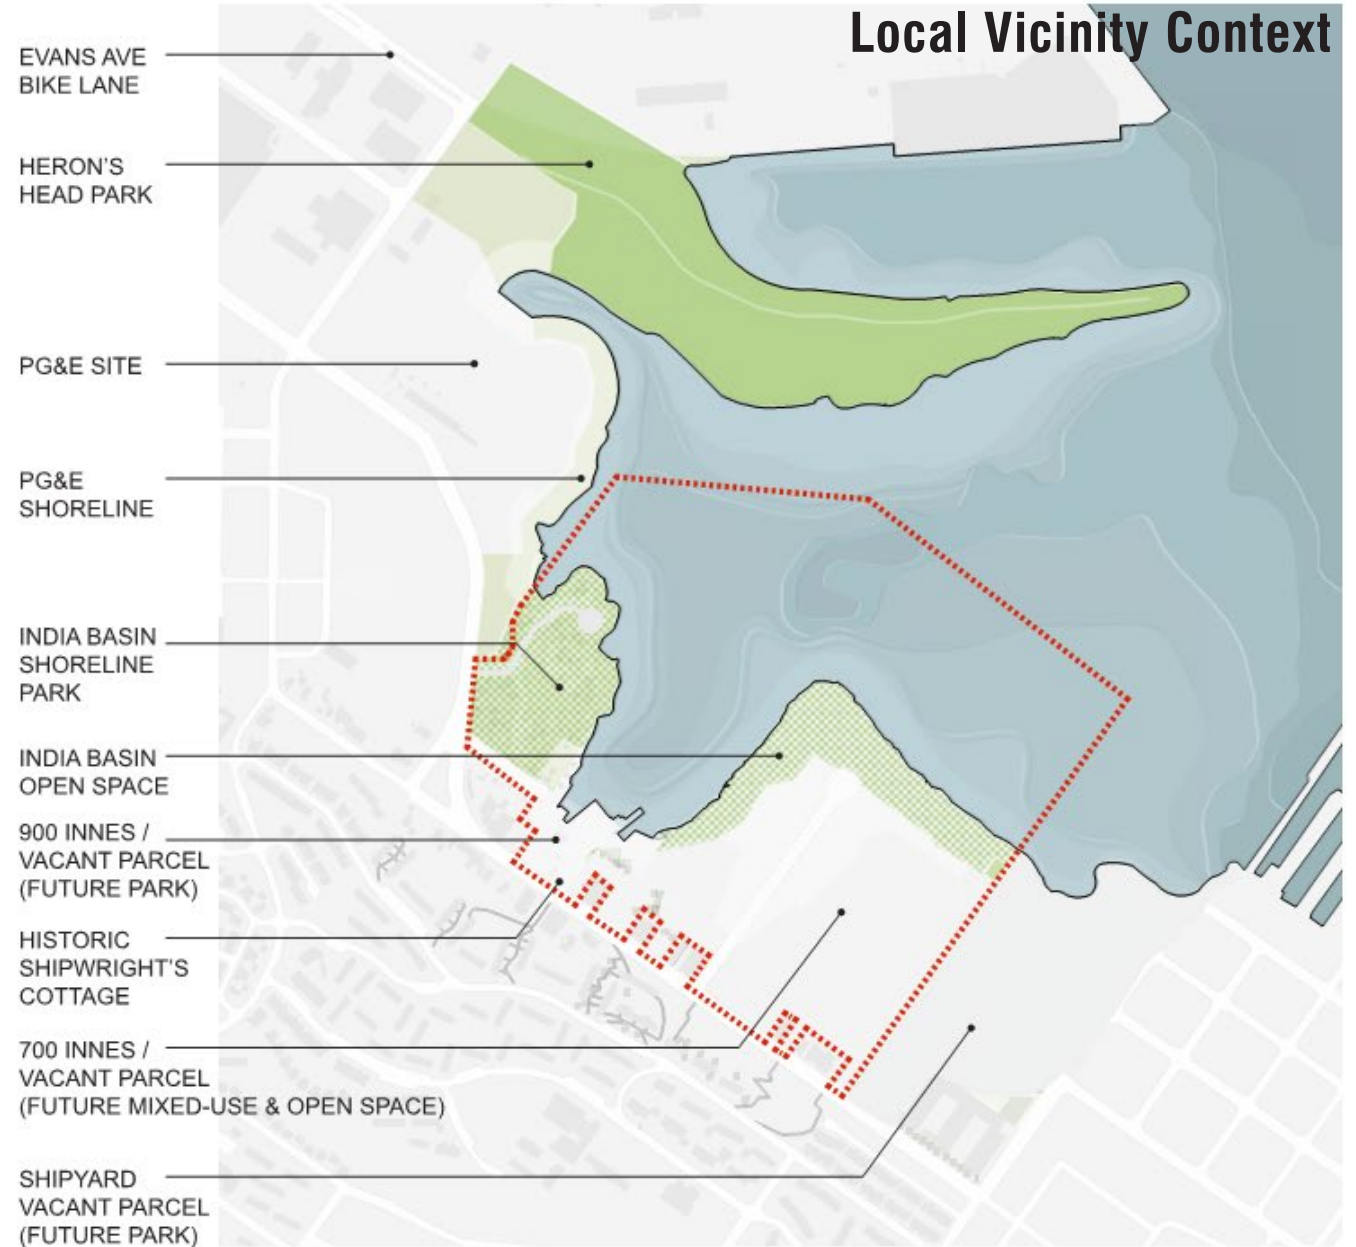 Local Vicinity Context
EVANS AVE
BIKE LANE
HERON'S
HEAD PARK
PG&E SITE
PG&E
SHORELINE
INDIA BASIN
SHORELINE
PARK
INDIA BASIN
OPEN SPACE
900 INNES /
VACANT PARCEL
(FUTURE PARK)
HISTORIC
SHIPWRIGHT'S
COTTAGE
700 INNES /
VACANT PARCEL
(FUTURE MIXED-USE & OPEN SPACE)
SHIPYARD
VACANT PARCEL
(FUTURE PARK)